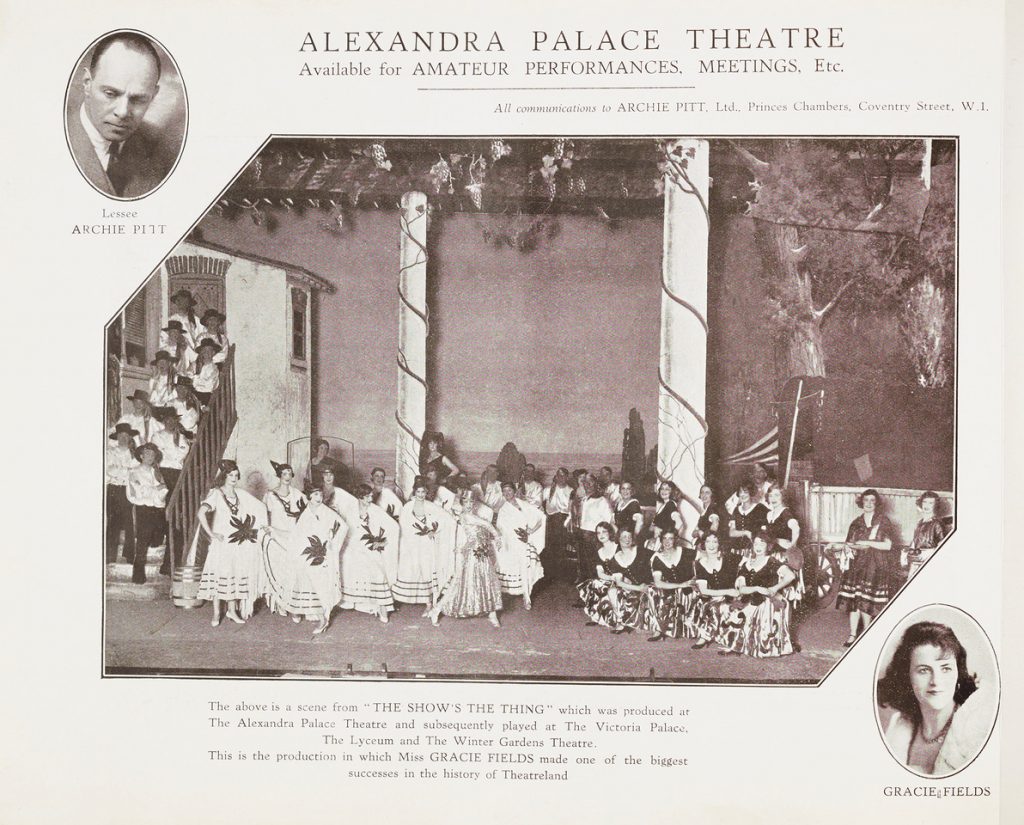 ALEXANDRA PALACE THEATRE
Available for AMATEUR PERFORMANCES, MEETINGS, Etc.
All communications to ARCHIE PITT, Ltd., Princes Chambers, Coventry Street, W.1.
Lessee
ARCHIE PITT
The above is a scene from "THE SHOW'S THE THING" which was produced at
The Alexandra Palace Theatre and subsequently played at The Victoria Palace,
The Lyceum and The Winter Gardens Theatre.
This is the production in which Miss GRACIE FIELDS made one of the biggest
successes in the history of Theatreland
GRACIE FIELDS